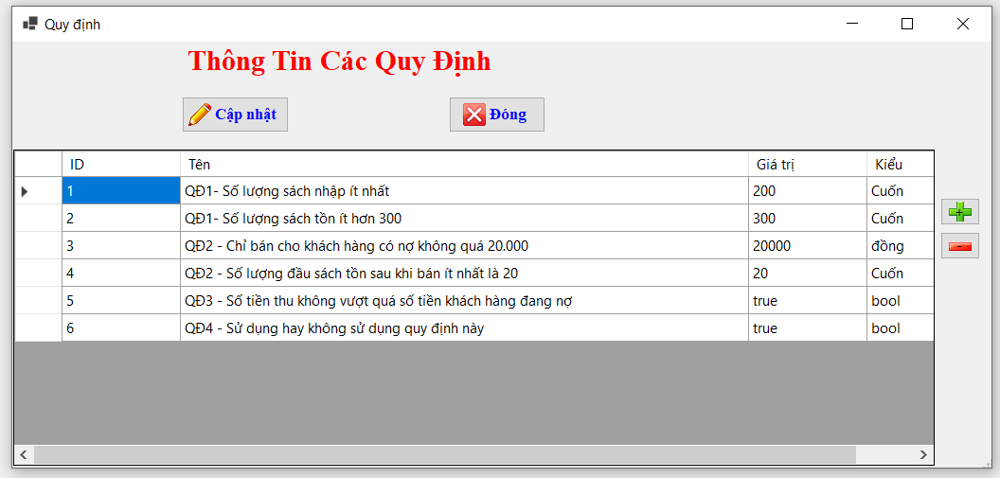 Quy định
Thông Tin Các Quy Định
Cập nhật Đóng
ID Tên Giá trị Kiểu
1 QĐ1- Số lượng sách nhập ít nhất 200 Cuốn
2 QĐ1- Số lượng sách tồn ít hơn 300 300 Cuốn
3 QĐ2 - Chỉ bán cho khách hàng có nợ không quá 20.000 20000 đồng
4 QĐ2 - Số lượng đầu sách tồn sau khi bán ít nhất là 20 20 Cuốn
5 QĐ3 - Số tiền thu không vượt quá số tiền khách hàng đang nợ true bool
6 QĐ4 - Sử dụng hay không sử dụng quy định này true bool